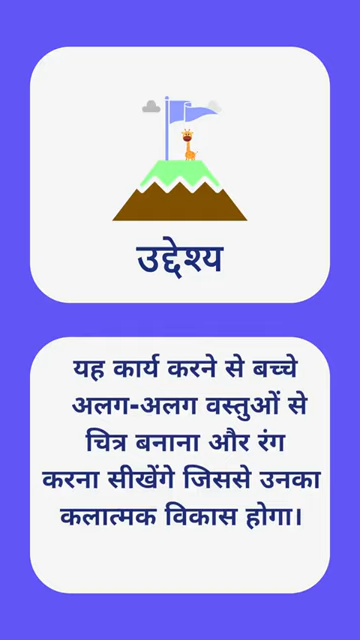 उद्देश्य
यह कार्य करने से बच्चे
अलग-अलग वस्तुओं से
चित्र बनाना और रंग
करना सीखेंगे जिससे उनका
कलात्मक विकास होगा।